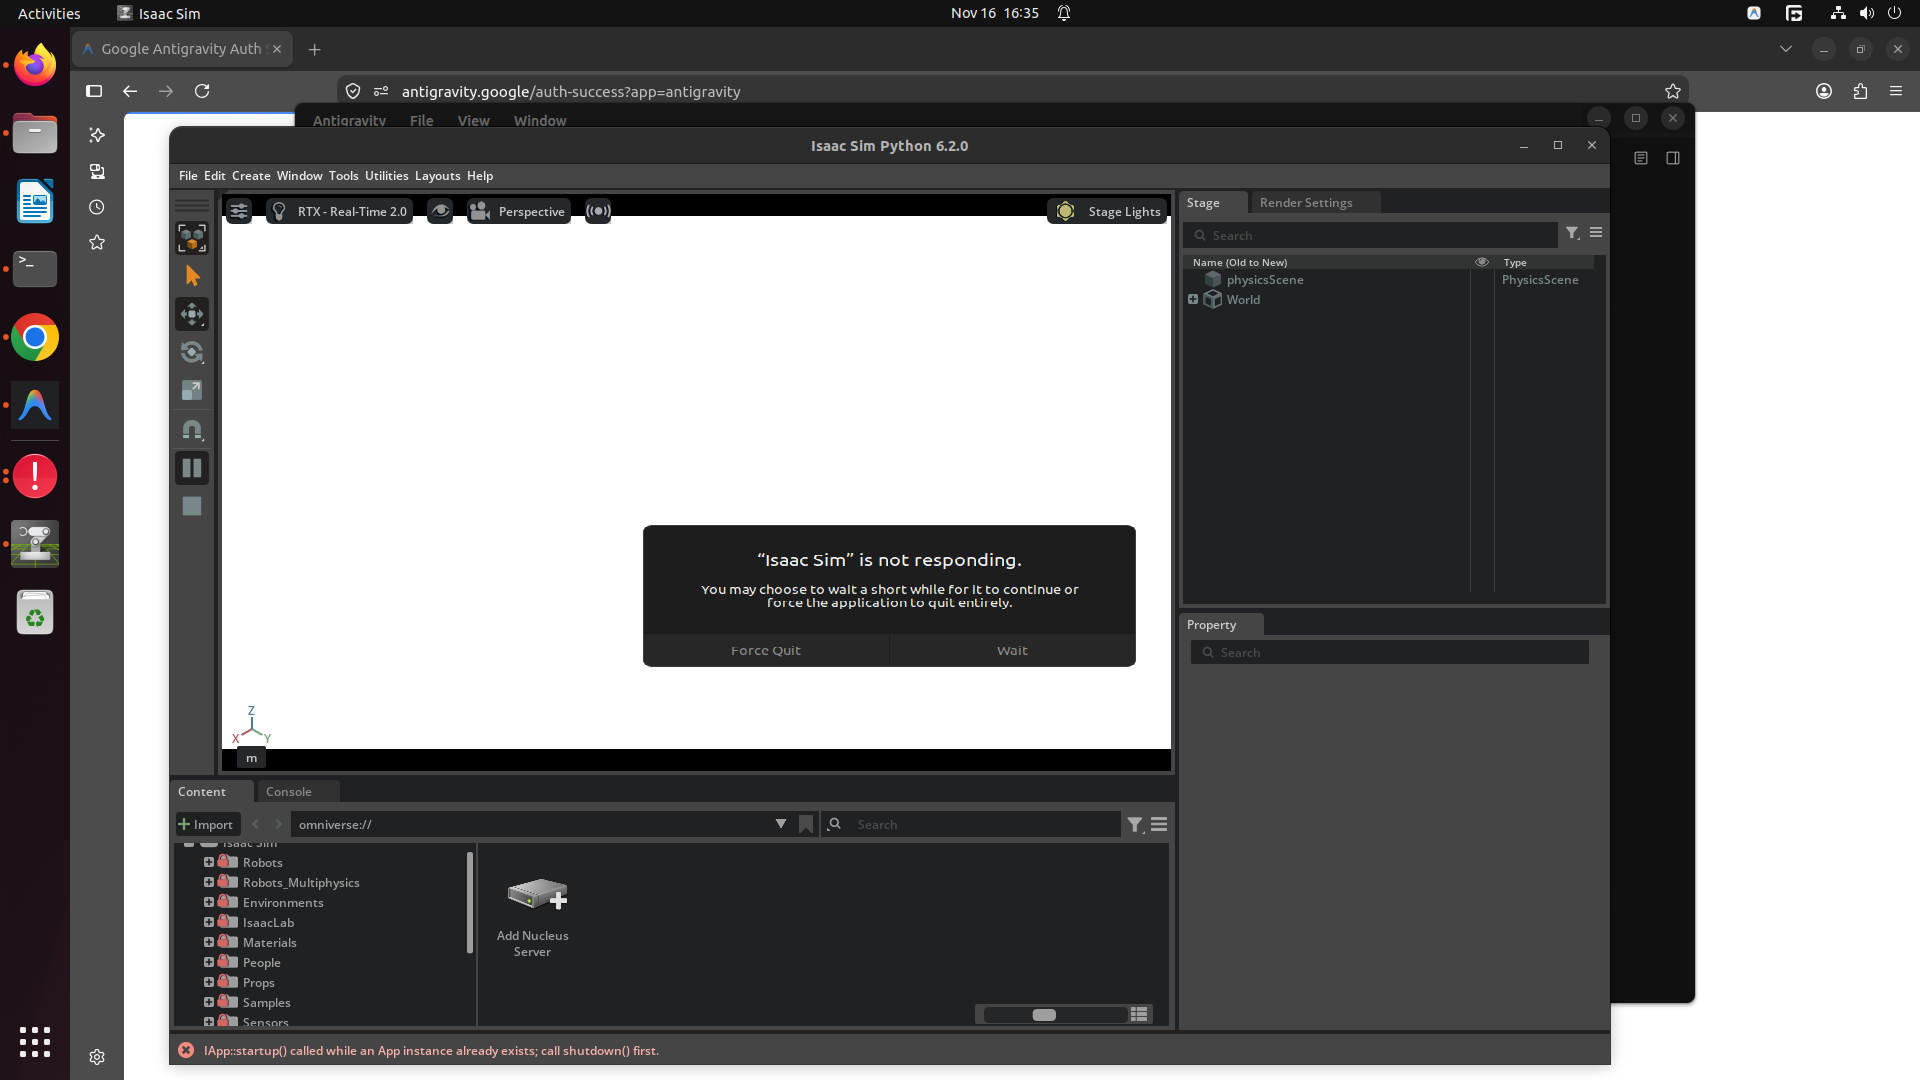 Activities
Isaac Sim
Nov 16 16:35
Google Antigravity Auth
antigravity.google/auth-success?app=antigravity
Antigravity File View Window
Isaac Sim Python 6.2.0
File Edit Create Window Tools Utilities Layouts Help
RTX - Real-Time 2.0
Perspective
Stage Lights
Stage
Render Settings
Search
Name (Old to New)
Type
physicsScene
PhysicsScene
World
“Isaac Sim” is not responding.
You may choose to wait a short while for it to continue or
force the application to quit entirely.
Force Quit
Wait
Z
X
Y
m
Property
Search
Content
Console
Import
omniverse://
Search
Isaac Sim
Robots
Robots_Multiphysics
Environments
IsaacLab
Materials
People
Props
Samples
Sensors
Add Nucleus
Server
IApp::startup() called while an App instance already exists; call shutdown() first.